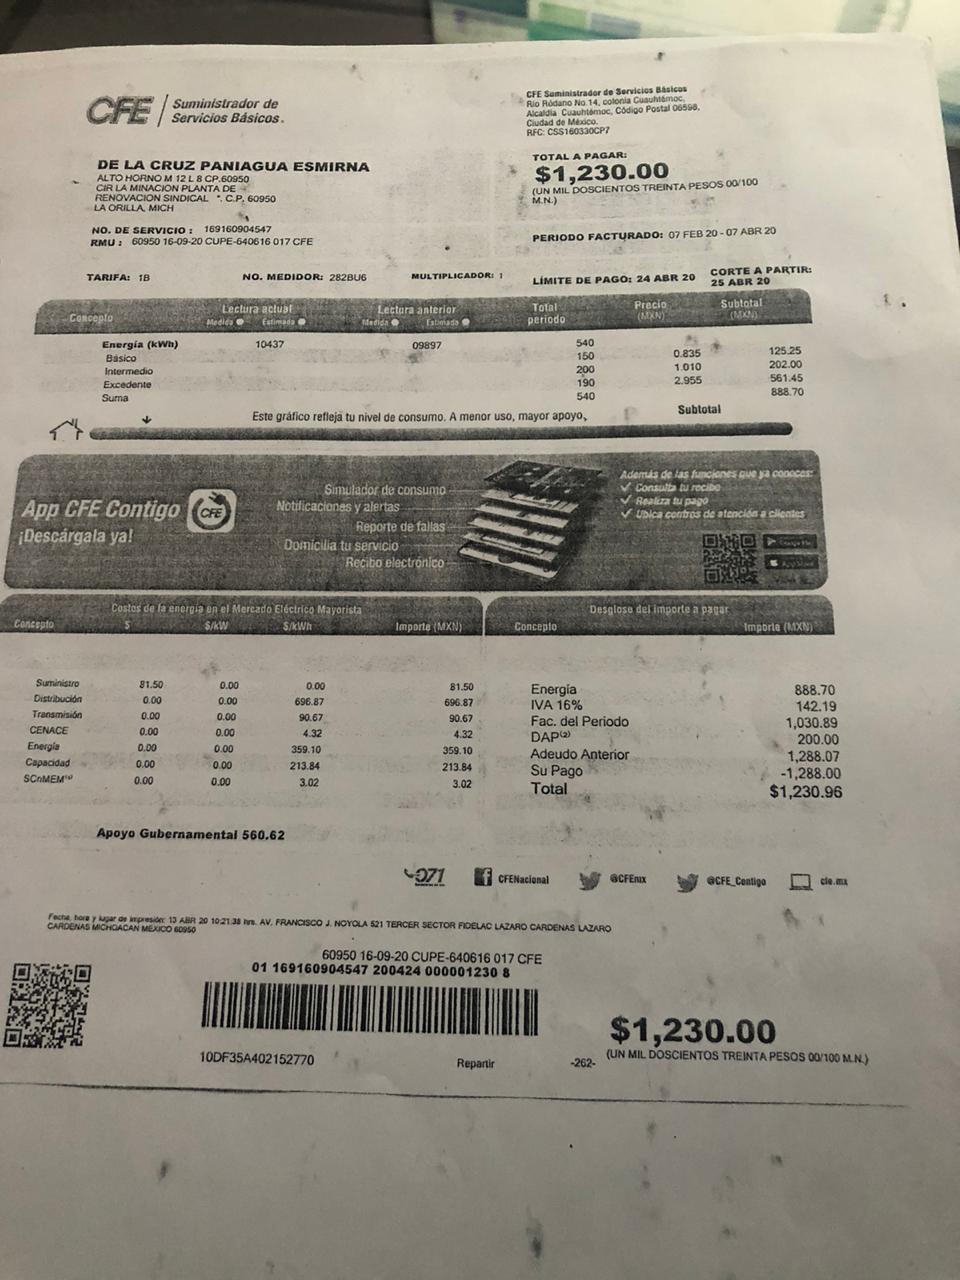 CFE Suministrador de
Servicios Básicos.
CFE Suministrador de Servicios Básicos
Río Ródano No.14, colonia Cuauhtémoc,
Alcaldía Cuauhtémoc, Código Postal 06598,
Ciudad de México.
RFC: CSS160330CP7
DE LA CRUZ PANIAGUA ESMIRNA
ALTO HORNO M 12 L 8 CP.60950
CIR LA MINACION PLANTA DE
RENOVACION SINDICAL *. C.P. 60950
LA ORILLA, MICH
TOTAL A PAGAR:
$1,230.00
(UN MIL DOSCIENTOS TREINTA PESOS 00/100
M.N.)
NO. DE SERVICIO : 169160904547
RMU : 60950 16-09-20 CUPE-640616 017 CFE
PERIODO FACTURADO: 07 FEB 20 - 07 ABR 20
TARIFA: 1B NO. MEDIDOR: 282BU6 MULTIPLICADOR: 1
LÍMITE DE PAGO: 24 ABR 20 CORTE A PARTIR:
25 ABR 20
Concepto Lectura actual Lectura anterior Total periodo Precio (MXN) Subtotal (MXN)
Medida Estimada Medida Estimada
Energía (kWh) 10437 09897 540
Básico 150 0.835 125.25
Intermedio 200 1.010 202.00
Excedente 190 2.955 561.45
Suma 540 888.70
Este gráfico refleja tu nivel de consumo. A menor uso, mayor apoyo. Subtotal
App CFE Contigo CFE
¡Descárgala ya!
Simulador de consumo
Notificaciones y alertas
Reporte de fallas
Domicilia tu servicio
Recibo electrónico
Además de las funciones que ya conoces:
Consulta tu recibo
Realiza tu pago
Ubica centros de atención a clientes
Costos de la energía en el Mercado Eléctrico Mayorista
Concepto $ $/kW $/kWh Importe (MXN)
Suministro 81.50 0.00 0.00 81.50
Distribución 0.00 0.00 696.87 696.87
Transmisión 0.00 0.00 90.67 90.67
CENACE 0.00 0.00 4.32 4.32
Energía 0.00 0.00 359.10 359.10
Capacidad 0.00 0.00 213.84 213.84
SCnMEM 0.00 0.00 3.02 3.02
Desglose del importe a pagar
Concepto Importe (MXN)
Energía 888.70
IVA 16% 142.19
Fac. del Periodo 1,030.89
DAP(2) 200.00
Adeudo Anterior 1,288.07
Su Pago -1,288.00
Total $1,230.96
Apoyo Gubernamental 560.62
071 CFENacional @CFEmx @CFE_Contigo cfe.mx
Fecha, hora y lugar de impresión: 13 ABR 20 10:21:38 hrs. AV. FRANCISCO J. NOYOLA 521 TERCER SECTOR FIDELAC LAZARO CARDENAS LAZARO
CARDENAS MICHOACAN MEXICO 60950
60950 16-09-20 CUPE-640616 017 CFE
01 169160904547 200424 000001230 8
10DF35A402152770 Repartir -262-
$1,230.00
(UN MIL DOSCIENTOS TREINTA PESOS 00/100 M.N.)